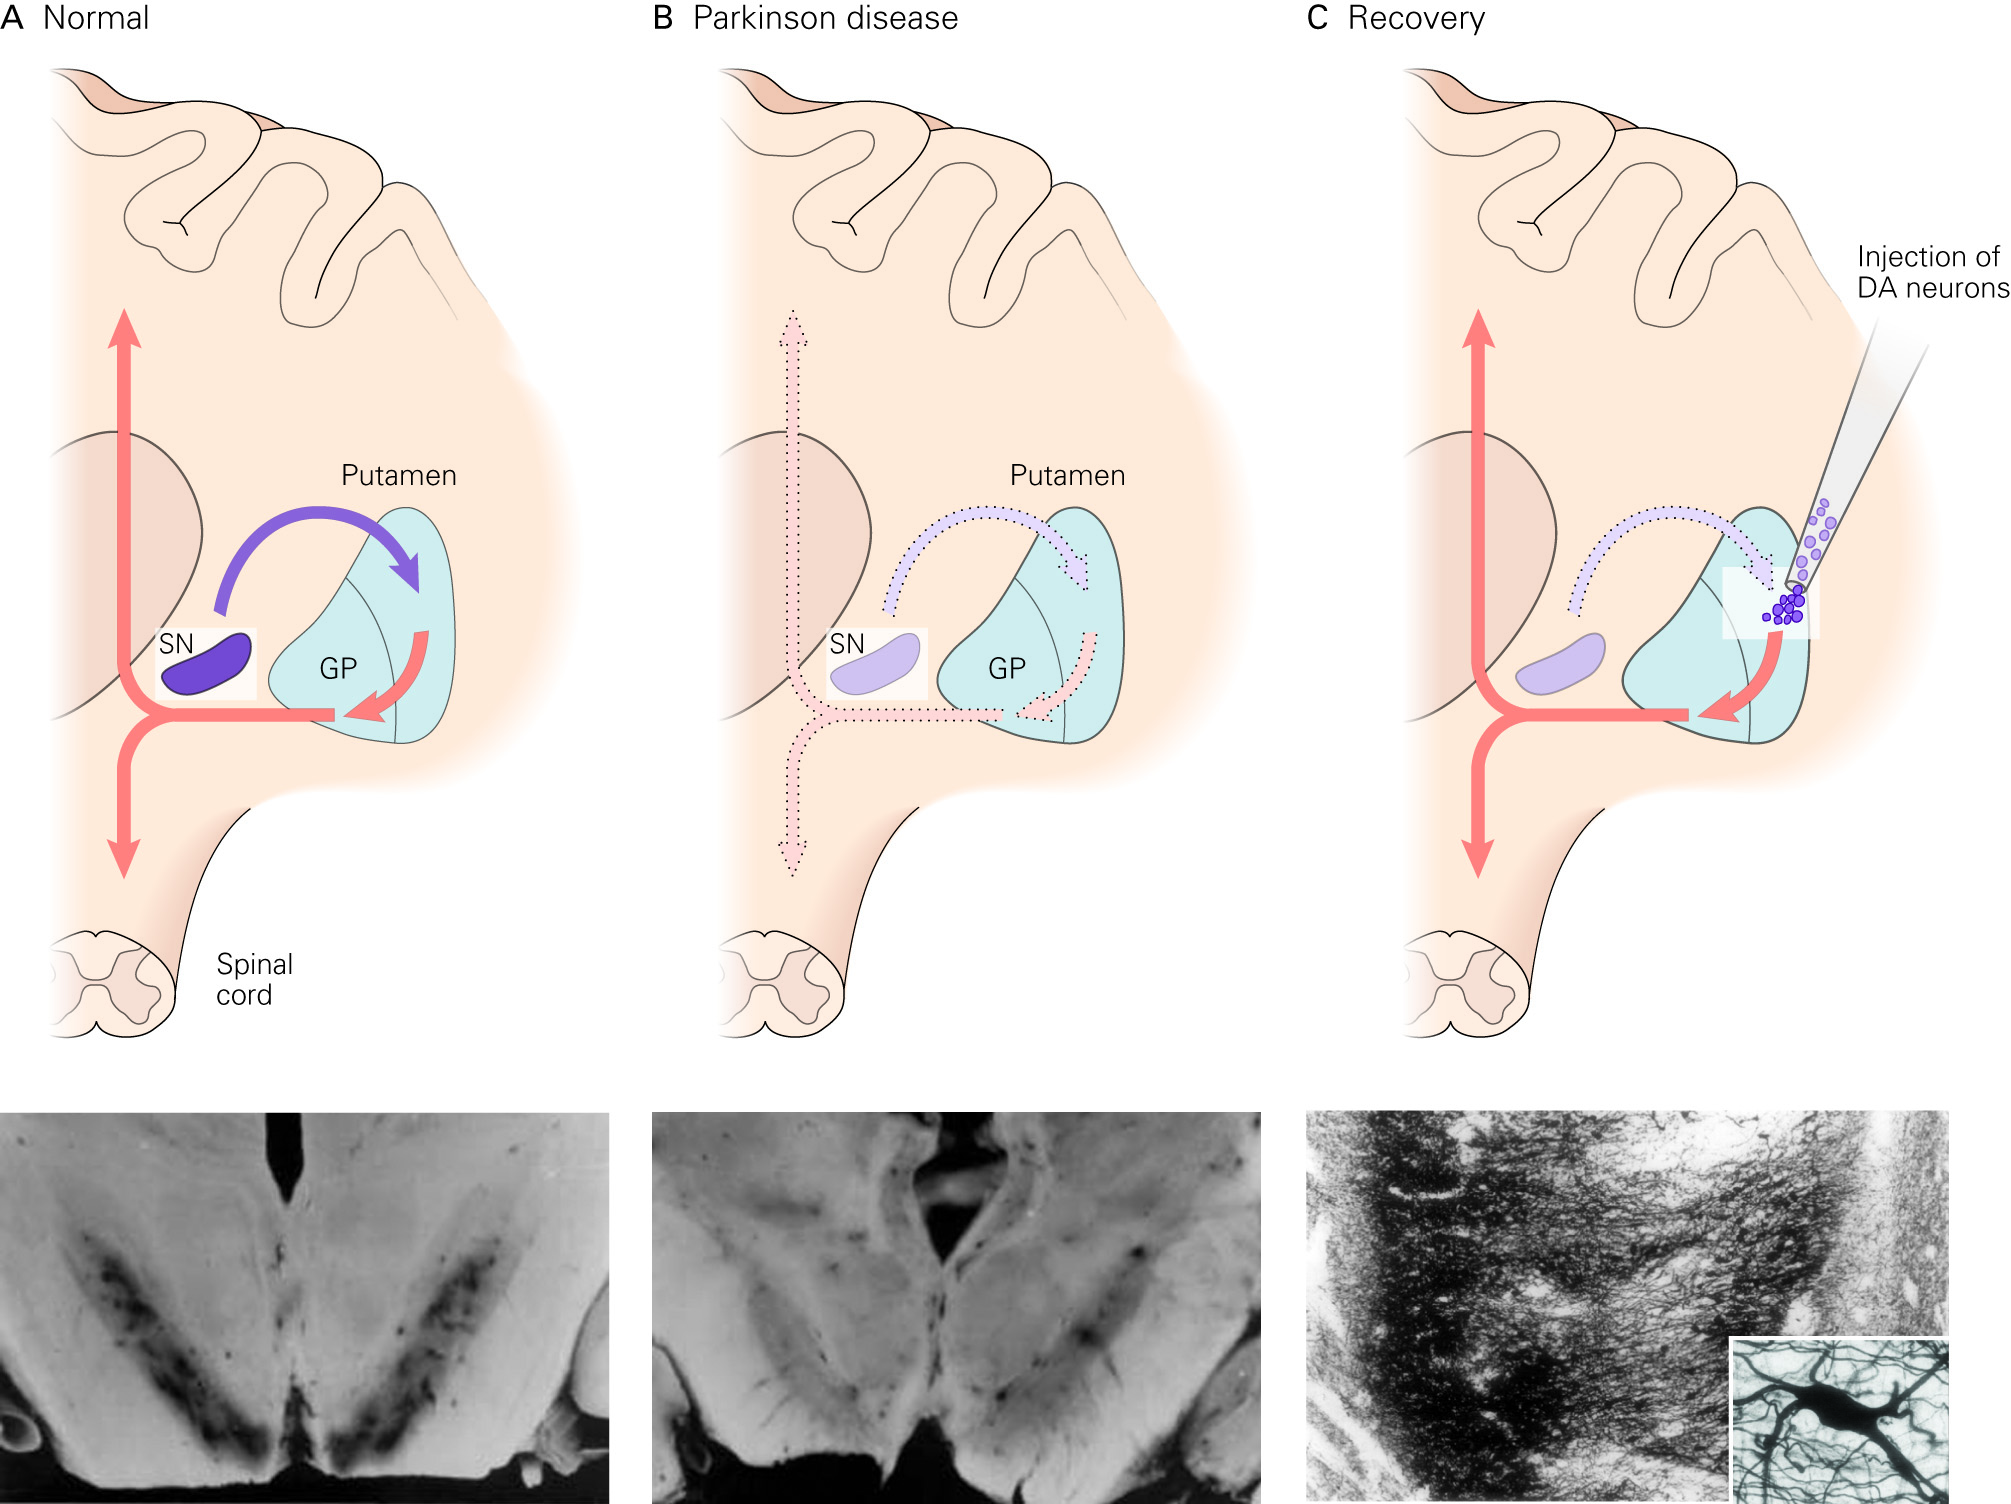 A Normal
B Parkinson disease
C Recovery
Injection of
DA neurons
Putamen
SN
GP
Spinal
cord
Putamen
SN
GP